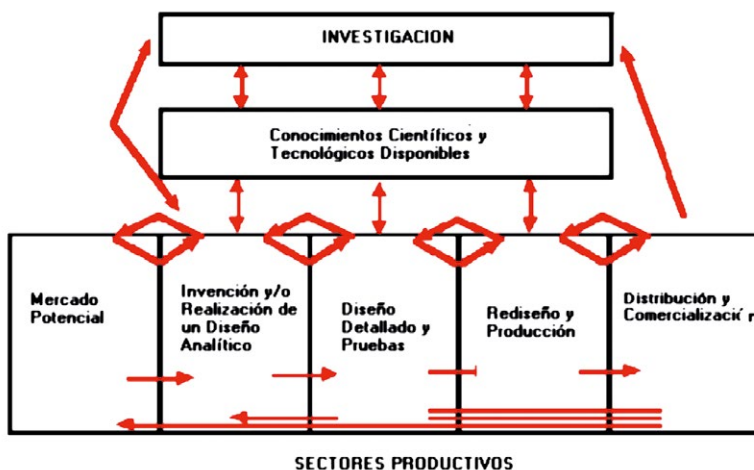 INVESTIGACION
Conocimientos Científicos y
Tecnológicos Disponibles
Mercado
Potencial
Invención y/o
Realización de
un Diseño
Analítico
Diseño
Detallado y
Pruebas
Rediseño y
Producción
Distribución y
Comercialización
SECTORES PRODUCTIVOS